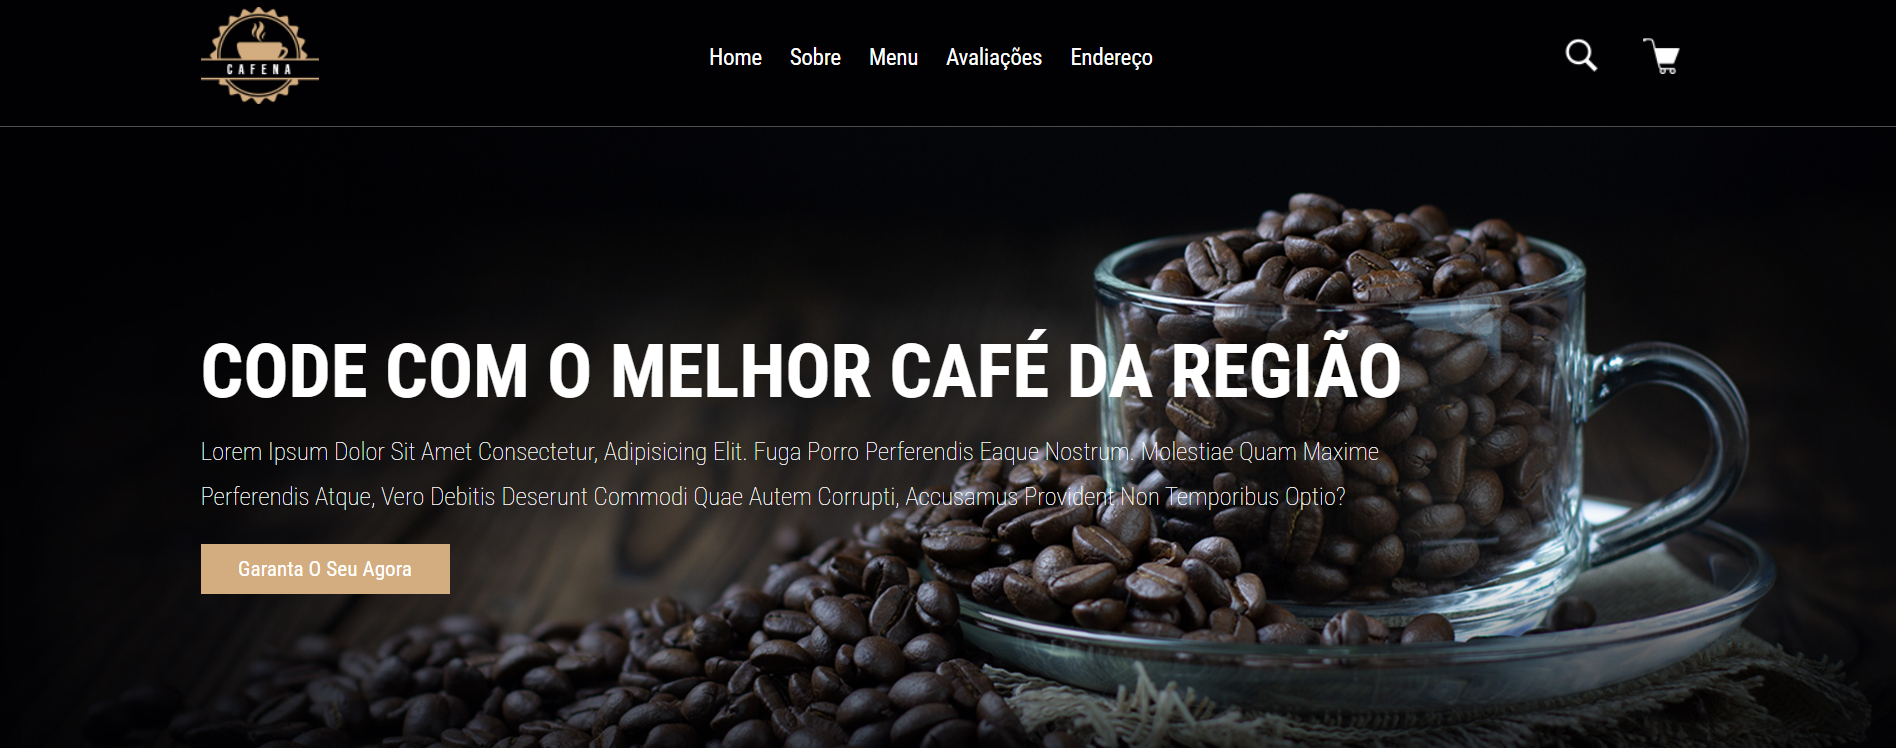 CAFENA
Home Sobre Menu Avaliações Endereço
CODE COM O MELHOR CAFÉ DA REGIÃO
Lorem Ipsum Dolor Sit Amet Consectetur, Adipisicing Elit. Fuga Porro Perferendis Eaque Nostrum. Molestiae Quam Maxime
Perferendis Atque, Vero Debitis Deserunt Commodi Quae Autem Corrupti, Accusamus Provident Non Temporibus Optio?
Garanta O Seu Agora